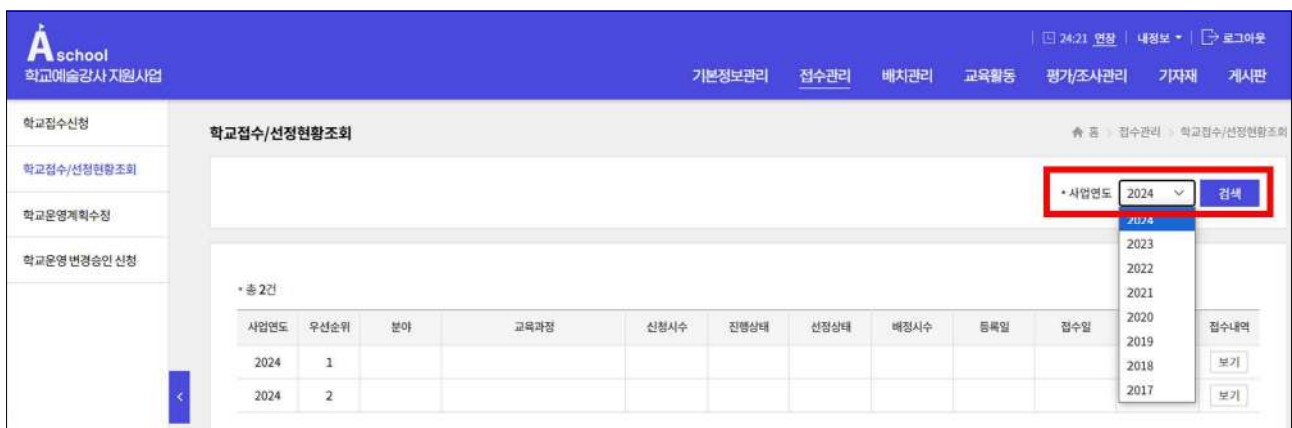 Aschool
학교예술강사 지원사업
24:21 연장 내정보 로그아웃
기본정보관리 접수관리 배치관리 교육활동 평가/조사관리 기자재 게시판
학교접수신청
학교접수/선정현황조회
학교운영계획수정
학교운영 변경승인 신청
학교접수/선정현황조회
홈 > 접수관리 > 학교접수/선정현황조회
* 사업연도 2024 검색
2024
2023
2022
2021
2020
2019
2018
2017
* 총 2건
사업연도 우선순위 분야 교육과정 신청시수 진행상태 선정상태 배정시수 등록일 접수일 접수내역
2024 1 보기
2024 2 보기